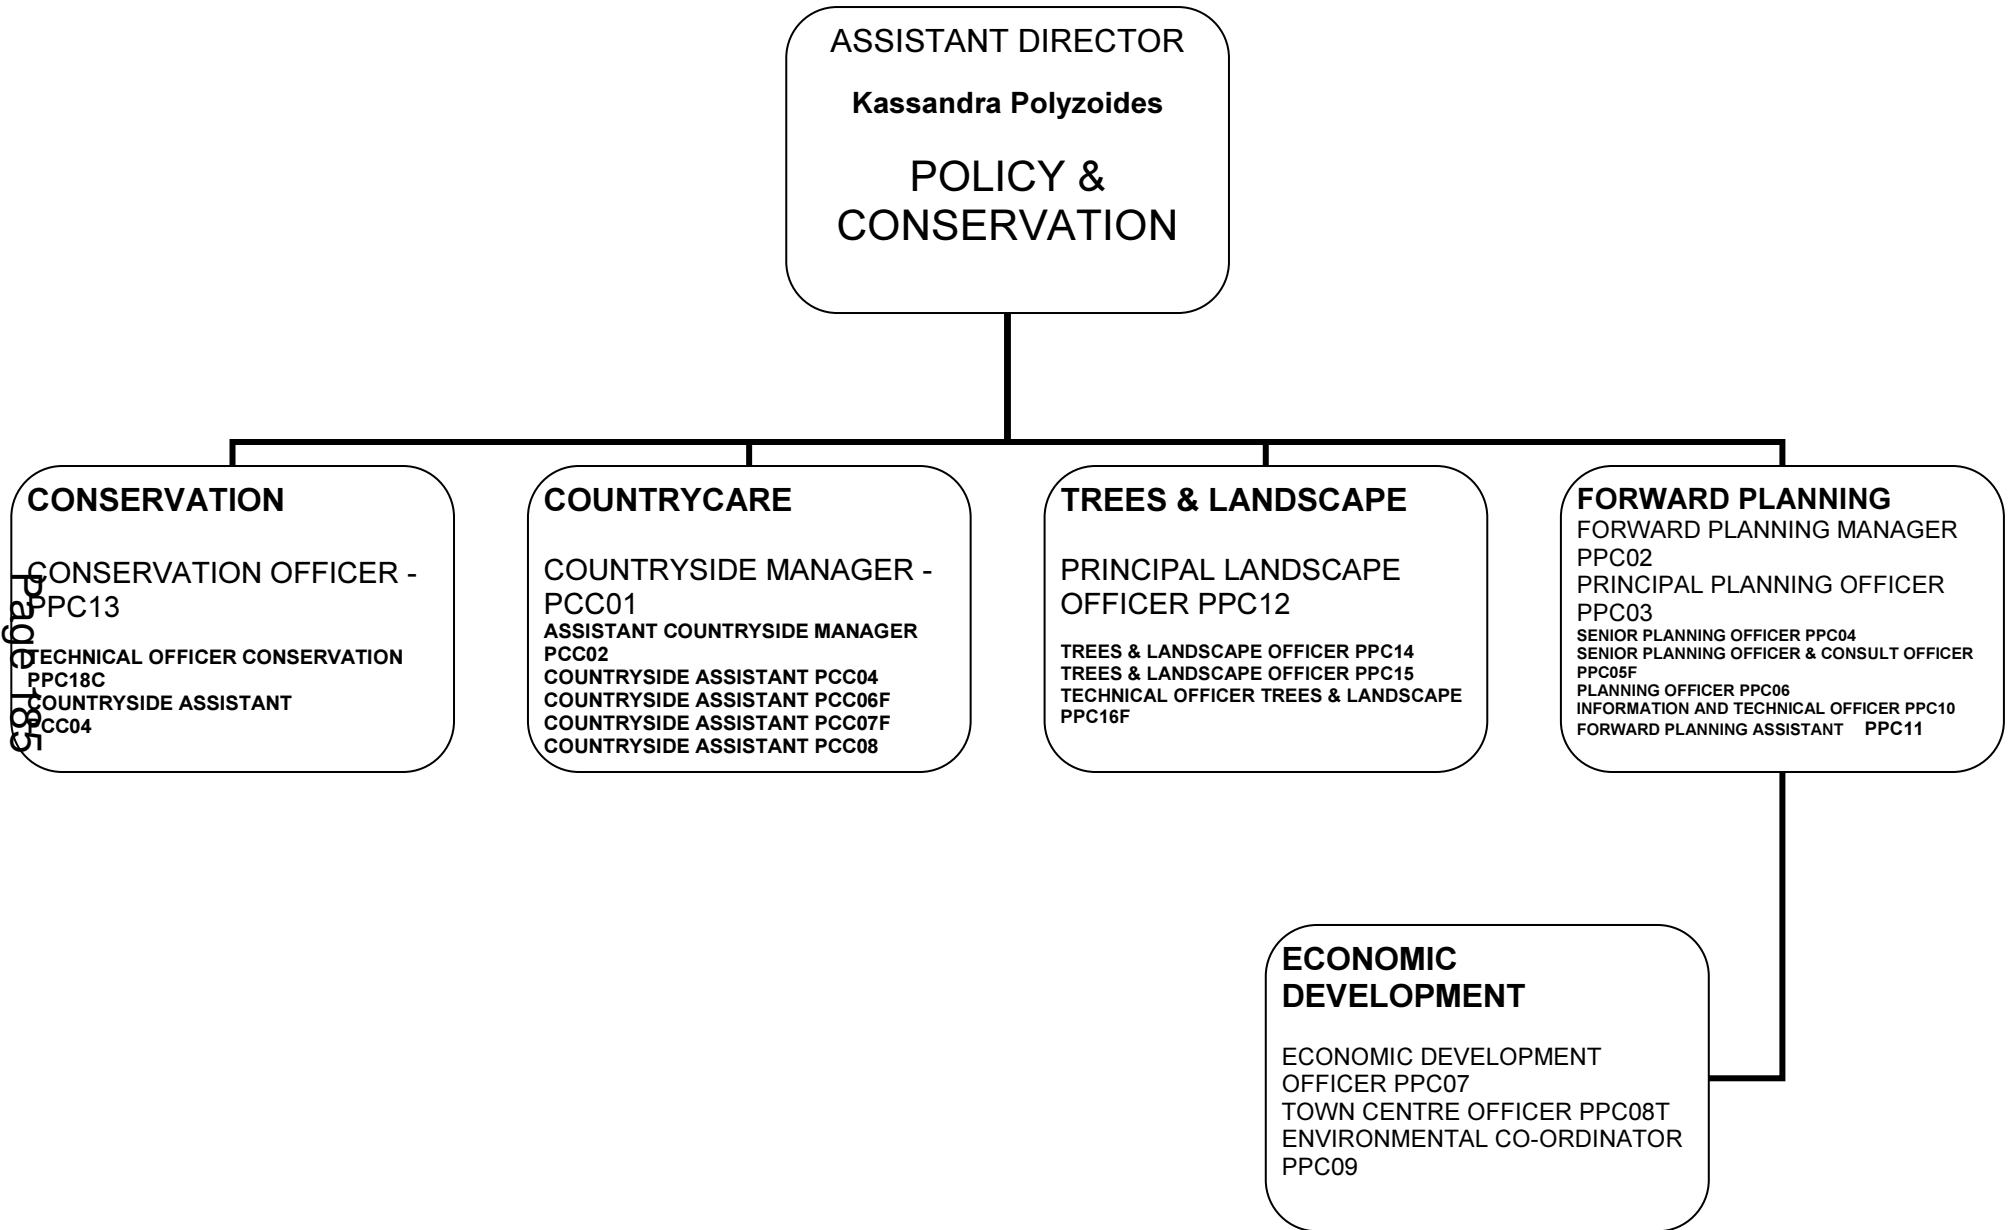 ASSISTANT DIRECTOR
Kassandra Polyzoides
POLICY &
CONSERVATION
CONSERVATION
CONSERVATION OFFICER -
PPC13
TECHNICAL OFFICER CONSERVATION
PPC18C
COUNTRYSIDE ASSISTANT
PCC04
COUNTRYCARE
COUNTRYSIDE MANAGER -
PCC01
ASSISTANT COUNTRYSIDE MANAGER
PCC02
COUNTRYSIDE ASSISTANT PCC04
COUNTRYSIDE ASSISTANT PCC06F
COUNTRYSIDE ASSISTANT PCC07F
COUNTRYSIDE ASSISTANT PCC08
TREES & LANDSCAPE
PRINCIPAL LANDSCAPE
OFFICER PPC12
TREES & LANDSCAPE OFFICER PPC14
TREES & LANDSCAPE OFFICER PPC15
TECHNICAL OFFICER TREES & LANDSCAPE
PPC16F
FORWARD PLANNING
FORWARD PLANNING MANAGER
PPC02
PRINCIPAL PLANNING OFFICER
PPC03
SENIOR PLANNING OFFICER PPC04
SENIOR PLANNING OFFICER & CONSULT OFFICER
PPC05F
PLANNING OFFICER PPC06
INFORMATION AND TECHNICAL OFFICER PPC10
FORWARD PLANNING ASSISTANT PPC11
ECONOMIC
DEVELOPMENT
ECONOMIC DEVELOPMENT
OFFICER PPC07
TOWN CENTRE OFFICER PPC08T
ENVIRONMENTAL CO-ORDINATOR
PPC09
Page 185